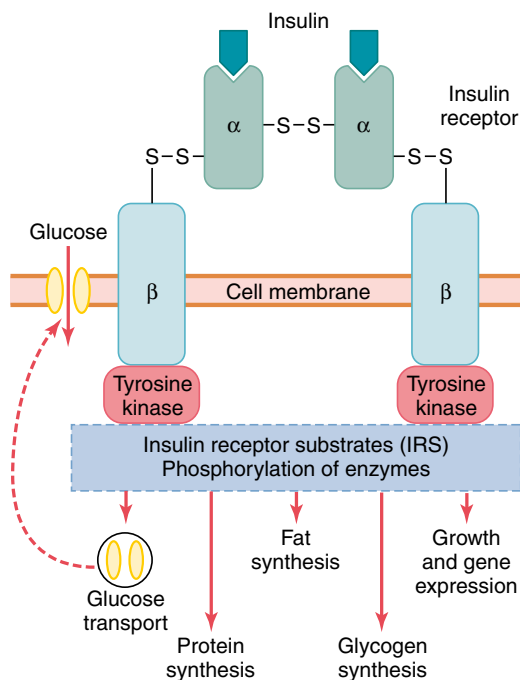 Insulin
α
–S–S–
α
Insulin
receptor
S–S
S–S
Glucose
β
Cell membrane
β
Tyrosine
kinase
Tyrosine
kinase
Insulin receptor substrates (IRS)
Phosphorylation of enzymes
Glucose
transport
Protein
synthesis
Fat
synthesis
Glycogen
synthesis
Growth
and gene
expression